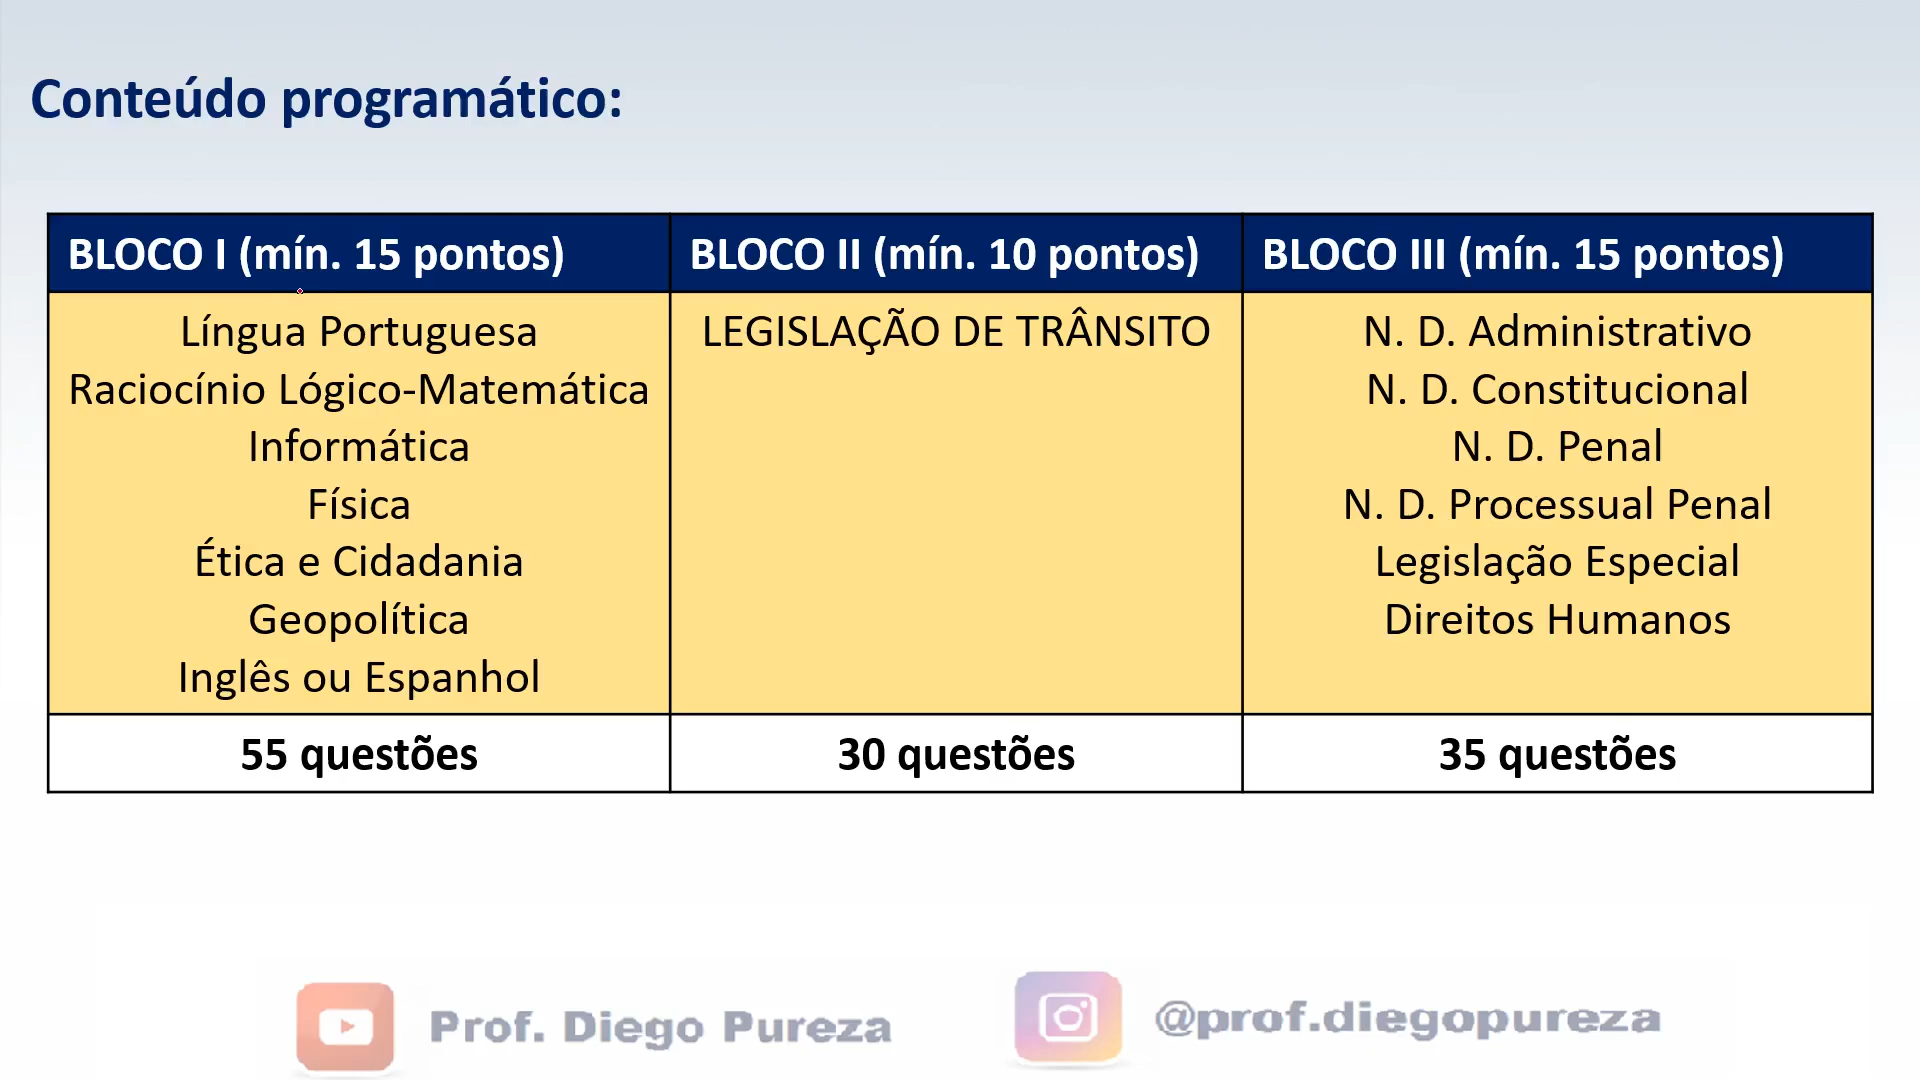 Conteúdo programático:
BLOCO I (mín. 15 pontos)
BLOCO II (mín. 10 pontos)
BLOCO III (mín. 15 pontos)
Língua Portuguesa
Raciocínio Lógico-Matemática
Informática
Física
Ética e Cidadania
Geopolítica
Inglês ou Espanhol
LEGISLAÇÃO DE TRÂNSITO
N. D. Administrativo
N. D. Constitucional
N. D. Penal
N. D. Processual Penal
Legislação Especial
Direitos Humanos
55 questões
30 questões
35 questões
Prof. Diego Pureza
@prof.diegopureza